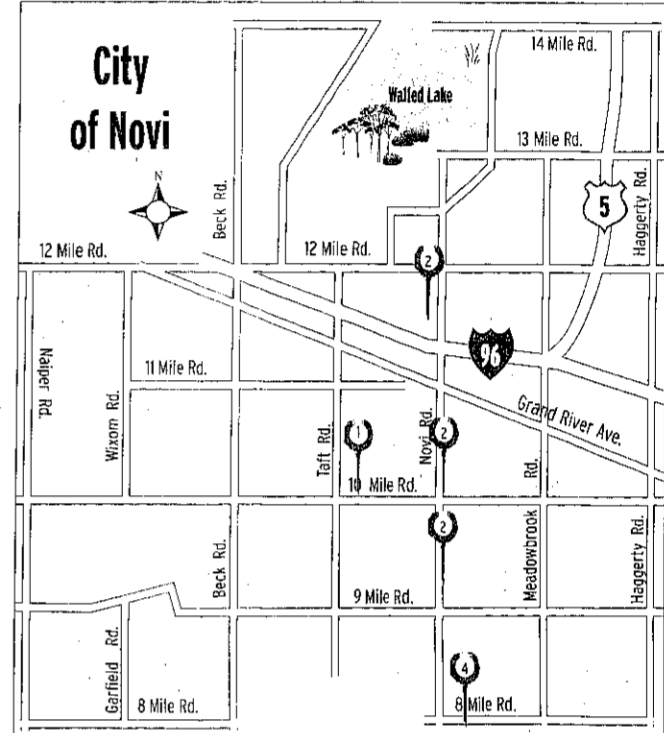 City
of Novi
14 Mile Rd.
Walled Lake
13 Mile Rd.
N
Beck Rd.
5
Haggerty Rd.
12 Mile Rd.
12 Mile Rd.
2
96
11 Mile Rd.
Naiper Rd.
Wixom Rd.
Grand River Ave.
1
Taft Rd.
Novi Rd.
2
Rd.
10 Mile Rd.
2
Beck Rd.
Meadowbrook
Haggerty Rd.
9 Mile Rd.
Garfield Rd.
4
8 Mile Rd.
8 Mile Rd.